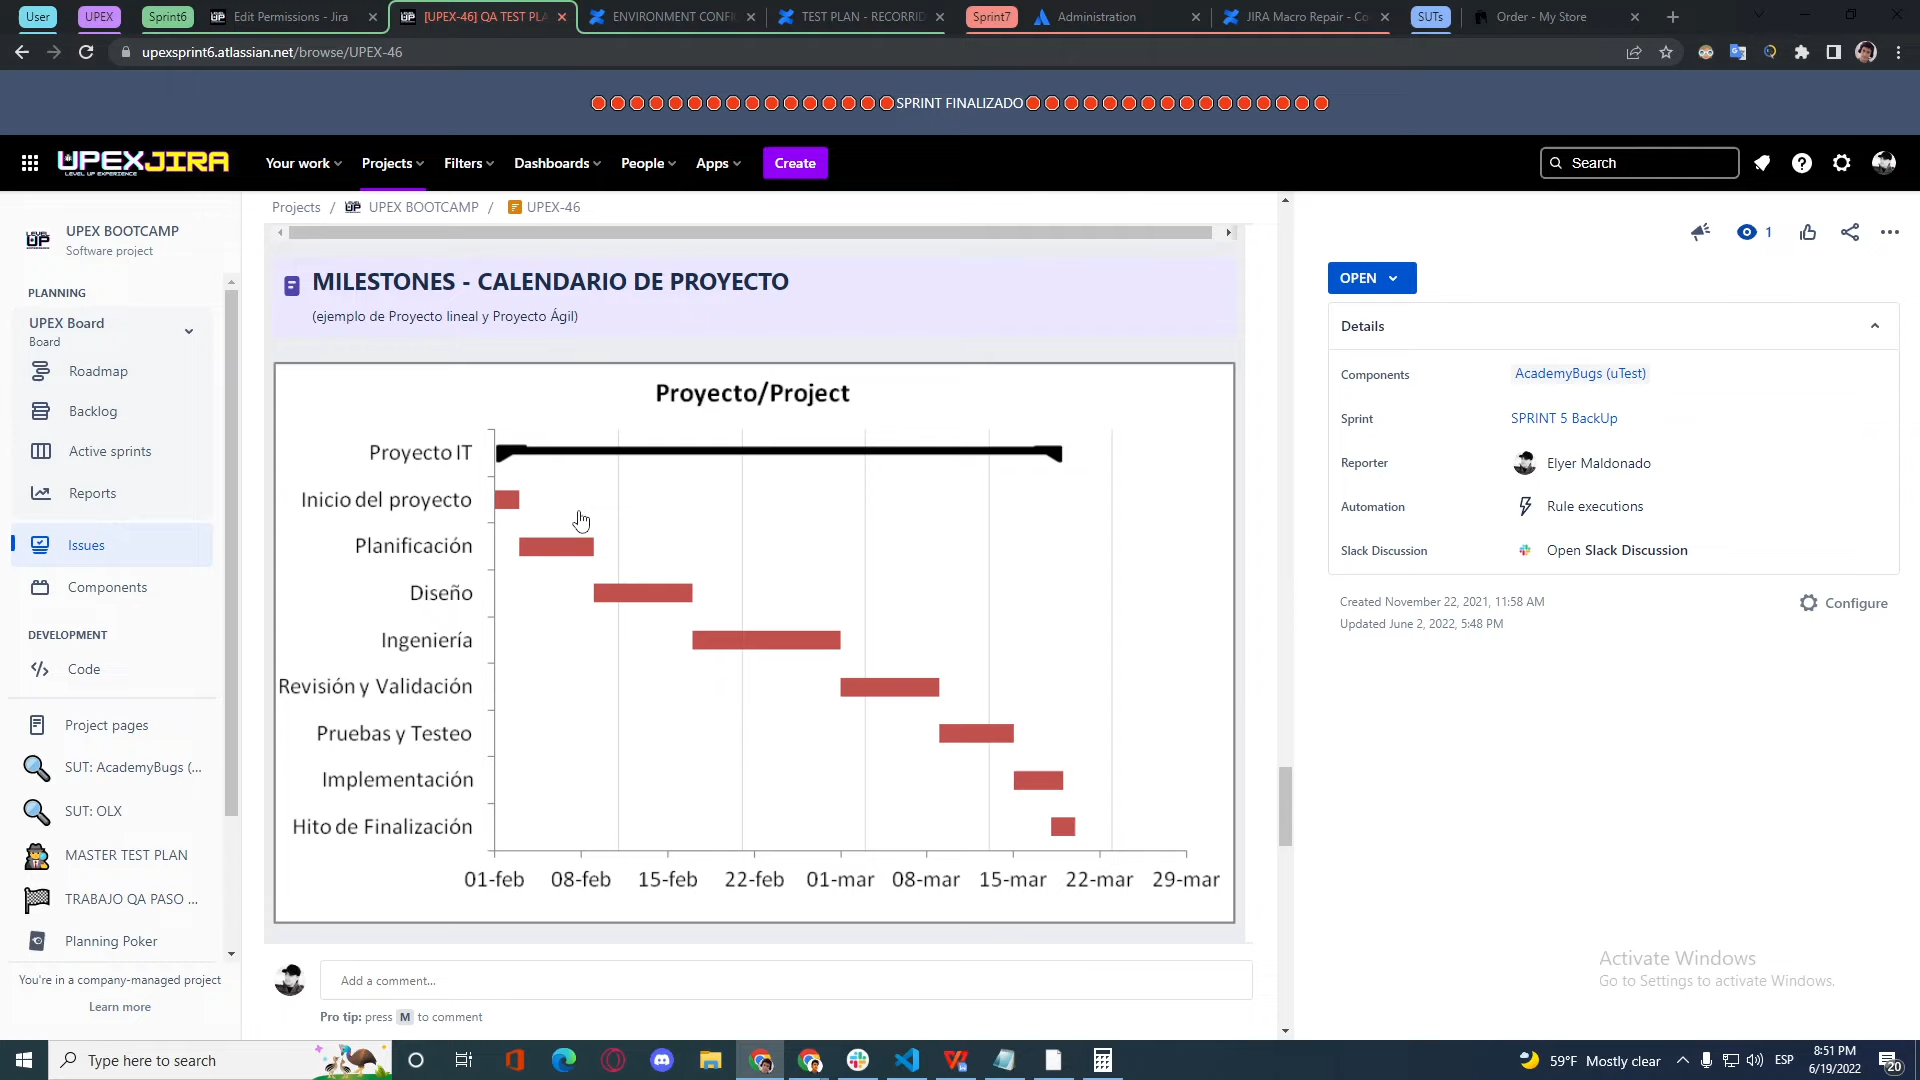 User
UPEX
Sprint6
Edit Permissions - Jira
[UPEX-46] QA TEST PLA
ENVIRONMENT CONFI
TEST PLAN - RECORRID
Sprint7
Administration
JIRA Macro Repair - Co
SUTs
Order - My Store
upexsprint6.atlassian.net/browse/UPEX-46
SPRINT FINALIZADO
UPEXJIRA
LEVEL UP EXPERIENCE
Your work
Projects
Filters
Dashboards
People
Apps
Create
Search
UPEX BOOTCAMP
Software project
PLANNING
UPEX Board
Board
Roadmap
Backlog
Active sprints
Reports
Issues
Components
DEVELOPMENT
Code
Project pages
SUT: AcademyBugs (...
SUT: OLX
MASTER TEST PLAN
TRABAJO QA PASO ...
Planning Poker
You're in a company-managed project
Learn more
Projects / UPEX BOOTCAMP / UPEX-46
MILESTONES - CALENDARIO DE PROYECTO
(ejemplo de Proyecto lineal y Proyecto Ágil)
Proyecto/Project
Proyecto IT
Inicio del proyecto
Planificación
Diseño
Ingeniería
Revisión y Validación
Pruebas y Testeo
Implementación
Hito de Finalización
01-feb 08-feb 15-feb 22-feb 01-mar 08-mar 15-mar 22-mar 29-mar
Add a comment...
Pro tip: press M to comment
1
OPEN
Details
Components AcademyBugs (uTest)
Sprint SPRINT 5 BackUp
Reporter Elyer Maldonado
Automation Rule executions
Slack Discussion Open Slack Discussion
Created November 22, 2021, 11:58 AM
Updated June 2, 2022, 5:48 PM
Configure
Activate Windows
Go to Settings to activate Windows.
Type here to search
59°F Mostly clear
ESP
8:51 PM
6/19/2022
20